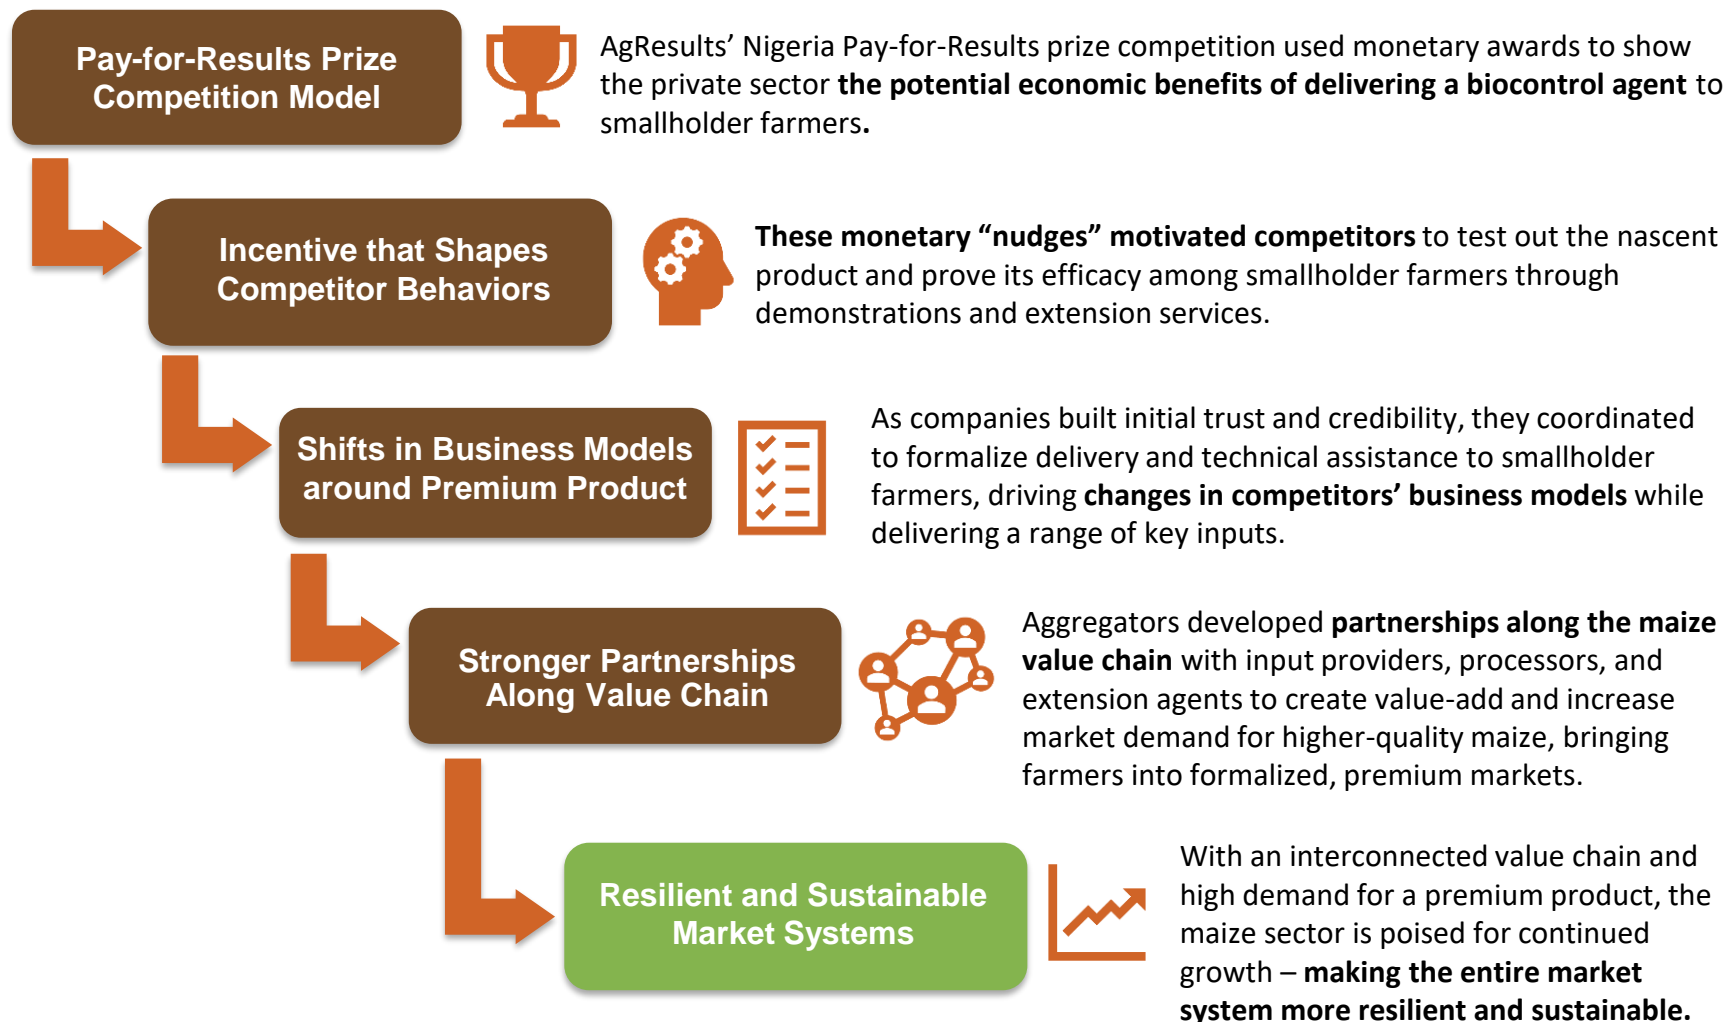 Pay-for-Results Prize
Competition Model
AgResults’ Nigeria Pay-for-Results prize competition used monetary awards to show
the private sector the potential economic benefits of delivering a biocontrol agent to
smallholder farmers.
Incentive that Shapes
Competitor Behaviors
These monetary “nudges” motivated competitors to test out the nascent
product and prove its efficacy among smallholder farmers through
demonstrations and extension services.
Shifts in Business Models
around Premium Product
As companies built initial trust and credibility, they coordinated
to formalize delivery and technical assistance to smallholder
farmers, driving changes in competitors’ business models while
delivering a range of key inputs.
Stronger Partnerships
Along Value Chain
Aggregators developed partnerships along the maize
value chain with input providers, processors, and
extension agents to create value-add and increase
market demand for higher-quality maize, bringing
farmers into formalized, premium markets.
Resilient and Sustainable
Market Systems
With an interconnected value chain and
high demand for a premium product, the
maize sector is poised for continued
growth – making the entire market
system more resilient and sustainable.